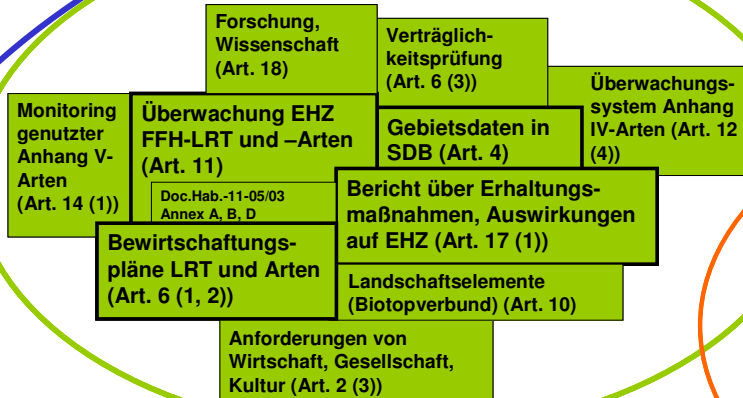 Forschung,
Wissenschaft
(Art. 18)
Verträglich-
keitsprüfung
(Art. 6 (3))
Überwachungs-
system Anhang
IV-Arten (Art. 12
(4))
Monitoring
genutzter
Anhang V-
Arten
(Art. 14 (1))
Überwachung EHZ
FFH-LRT und –Arten
(Art. 11)
Gebietsdaten in
SDB (Art. 4)
Doc.Hab.-11-05/03
Annex A, B, D
Bericht über Erhaltungs-
maßnahmen, Auswirkungen
auf EHZ (Art. 17 (1))
Bewirtschaftungs-
pläne LRT und Arten
(Art. 6 (1, 2))
Landschaftselemente
(Biotopverbund) (Art. 10)
Anforderungen von
Wirtschaft, Gesellschaft,
Kultur (Art. 2 (3))